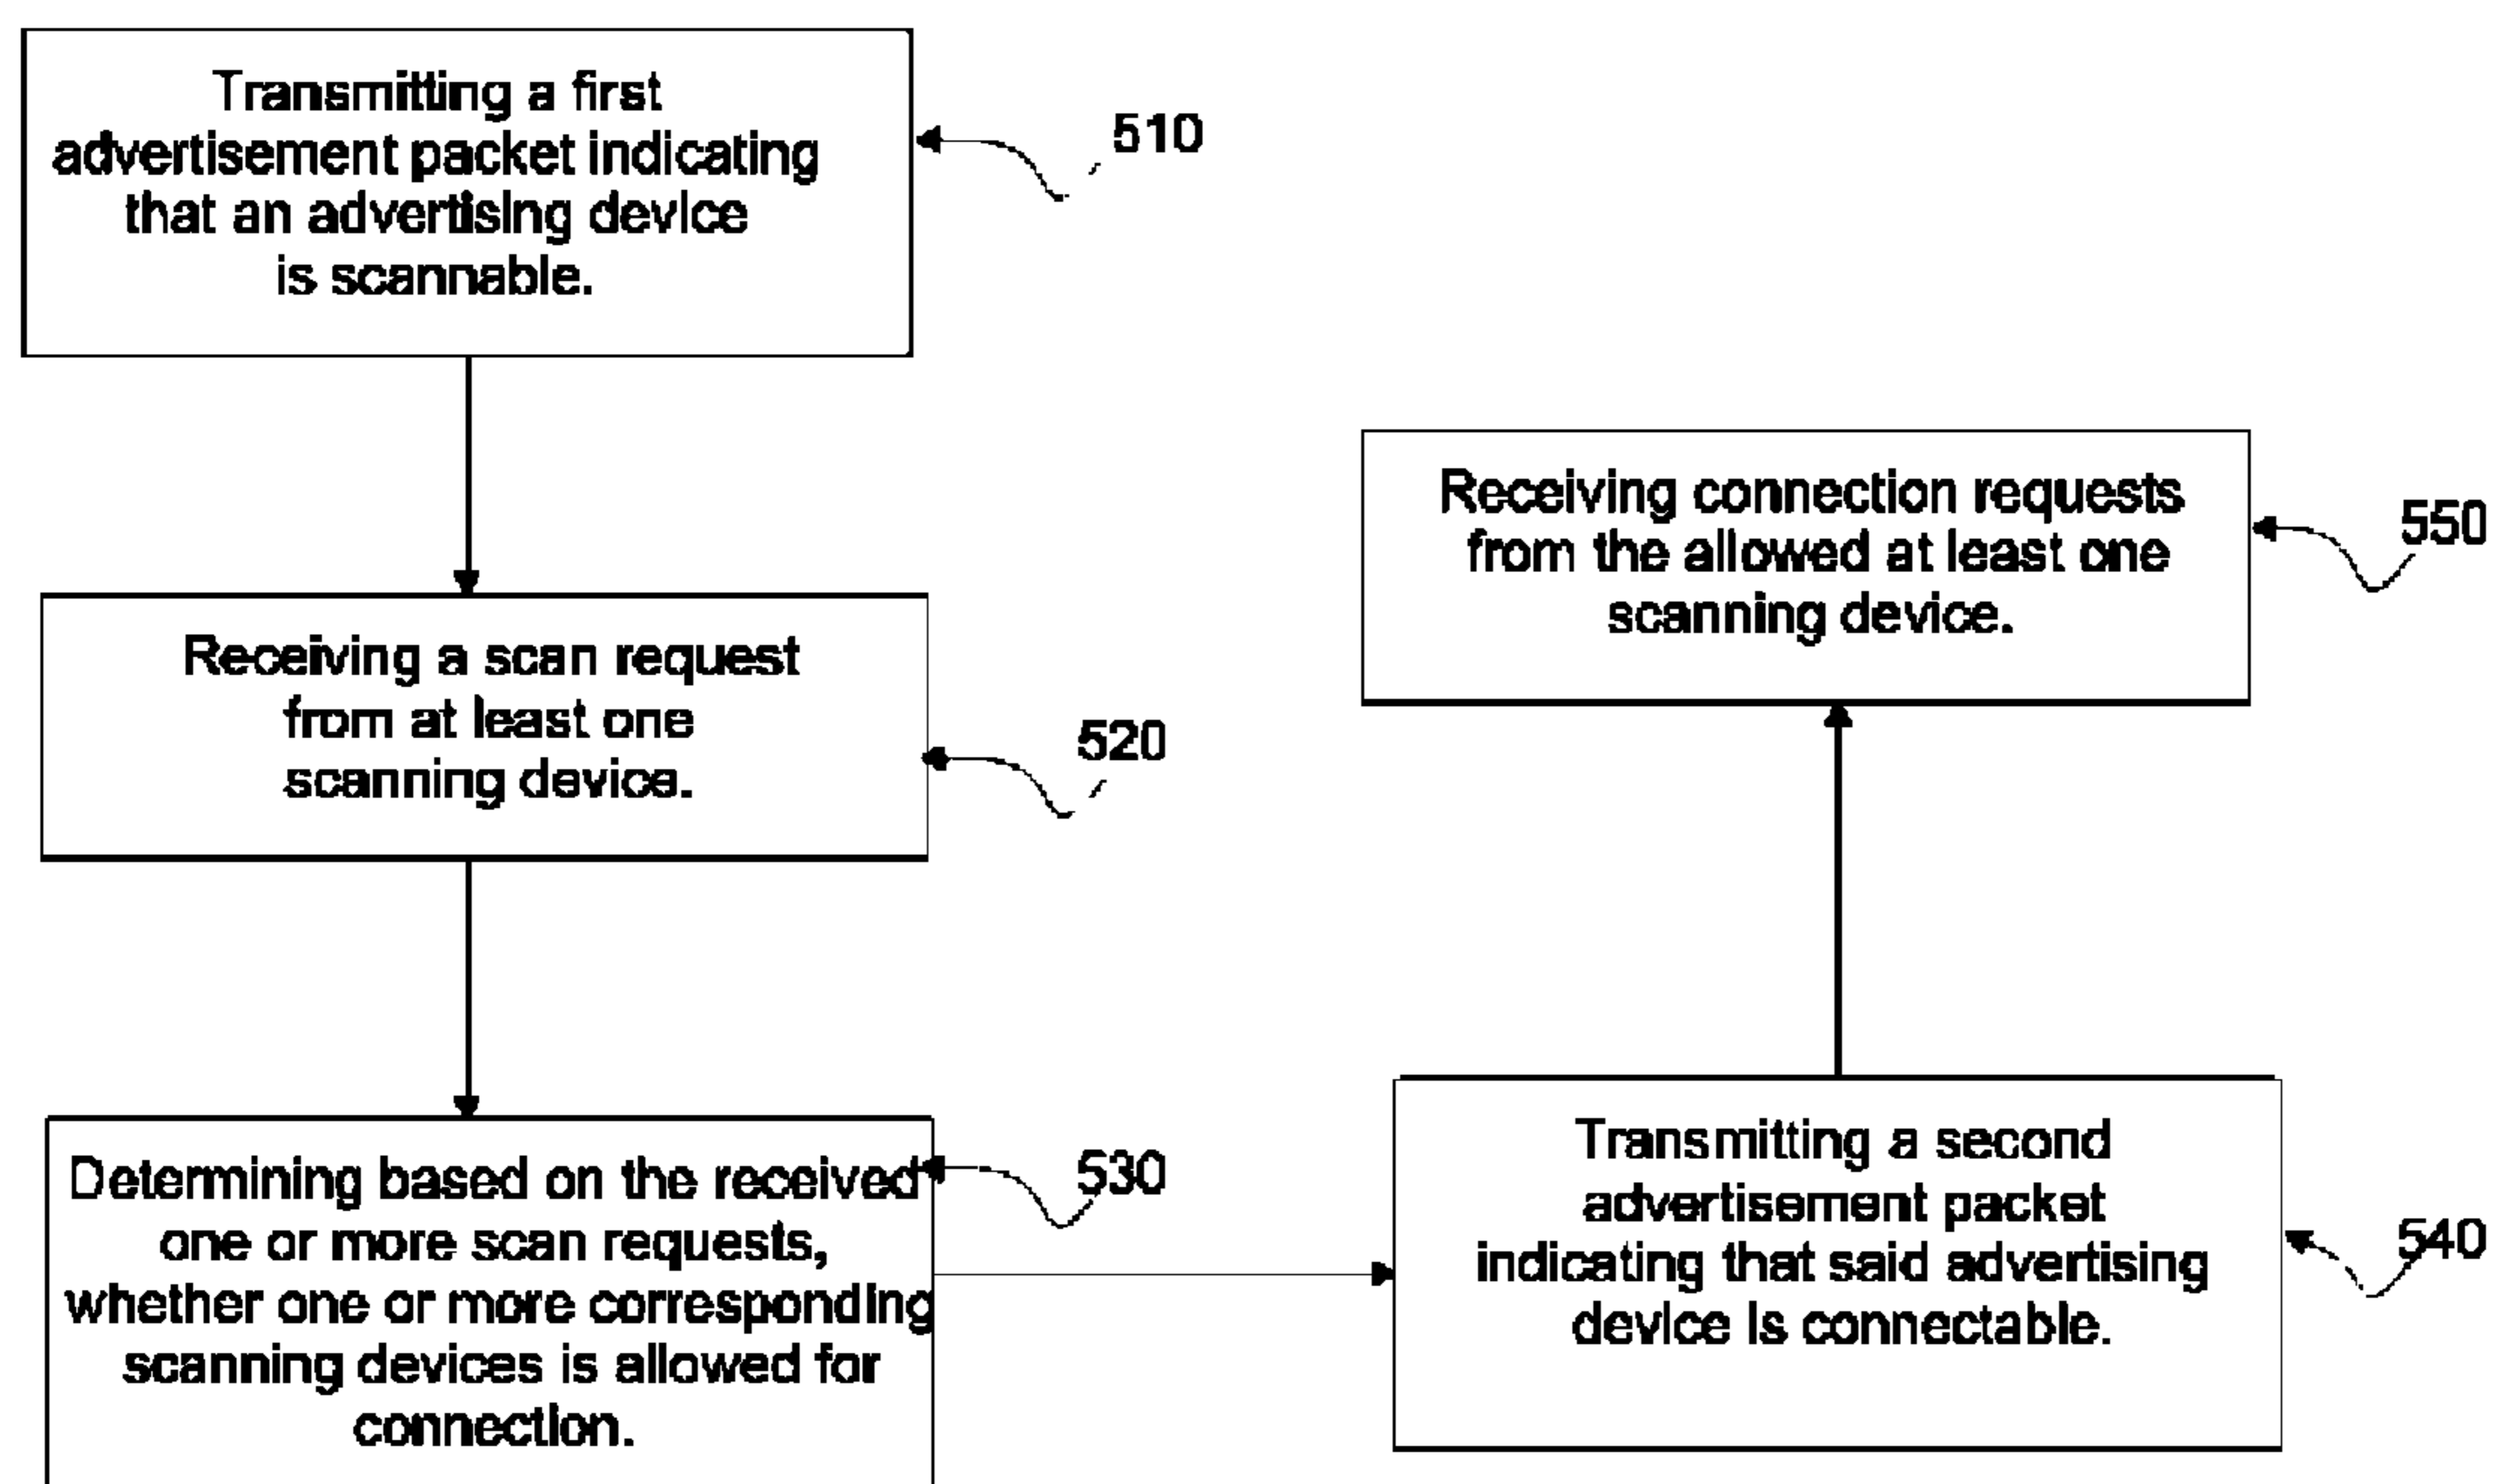 Transmitting a first
advertisement packet indicating
that an advertising device
is scannable.
510
Receiving a scan request
from at least one
scanning device.
520
Determining based on the received
one or more scan requests,
whether one or more corresponding
scanning devices is allowed for
connection.
530
Transmitting a second
advertisement packet
indicating that said advertising
device is connectable.
540
Receiving connection requests
from the allowed at least one
scanning device.
550